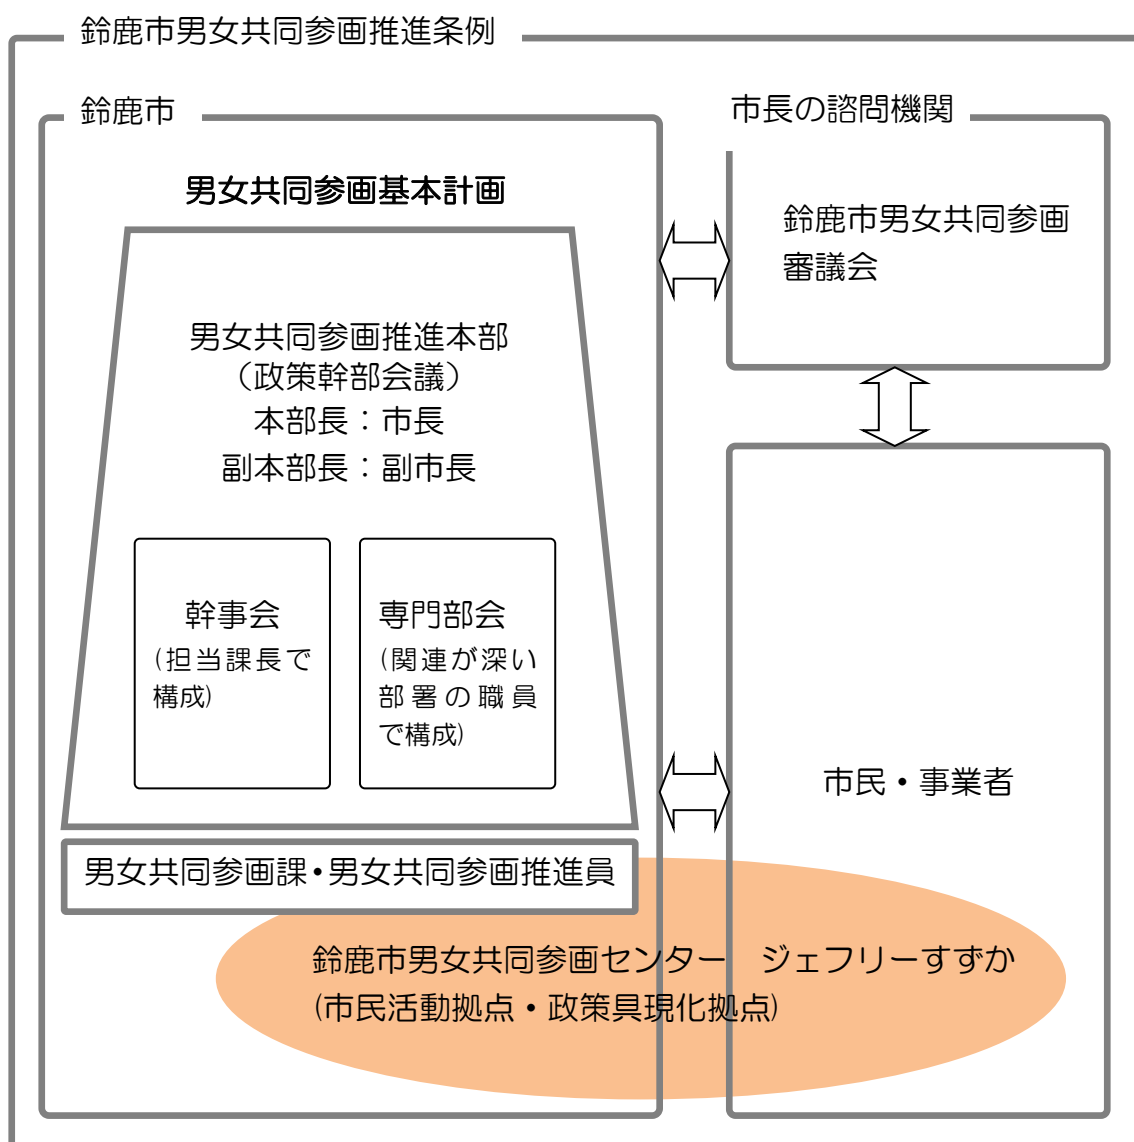 鈴鹿市男女共同参画推進条例
鈴鹿市
男女共同参画基本計画
男女共同参画推進本部
（政策幹部会議）
本部長：市長
副本部長：副市長
幹事会
(担当課長で
構成)
専門部会
(関連が深い
部署の職員
で構成)
男女共同参画課・男女共同参画推進員
市長の諮問機関
鈴鹿市男女共同参画
審議会
市民・事業者
鈴鹿市男女共同参画センター　ジェフリーすずか
(市民活動拠点・政策具現化拠点)